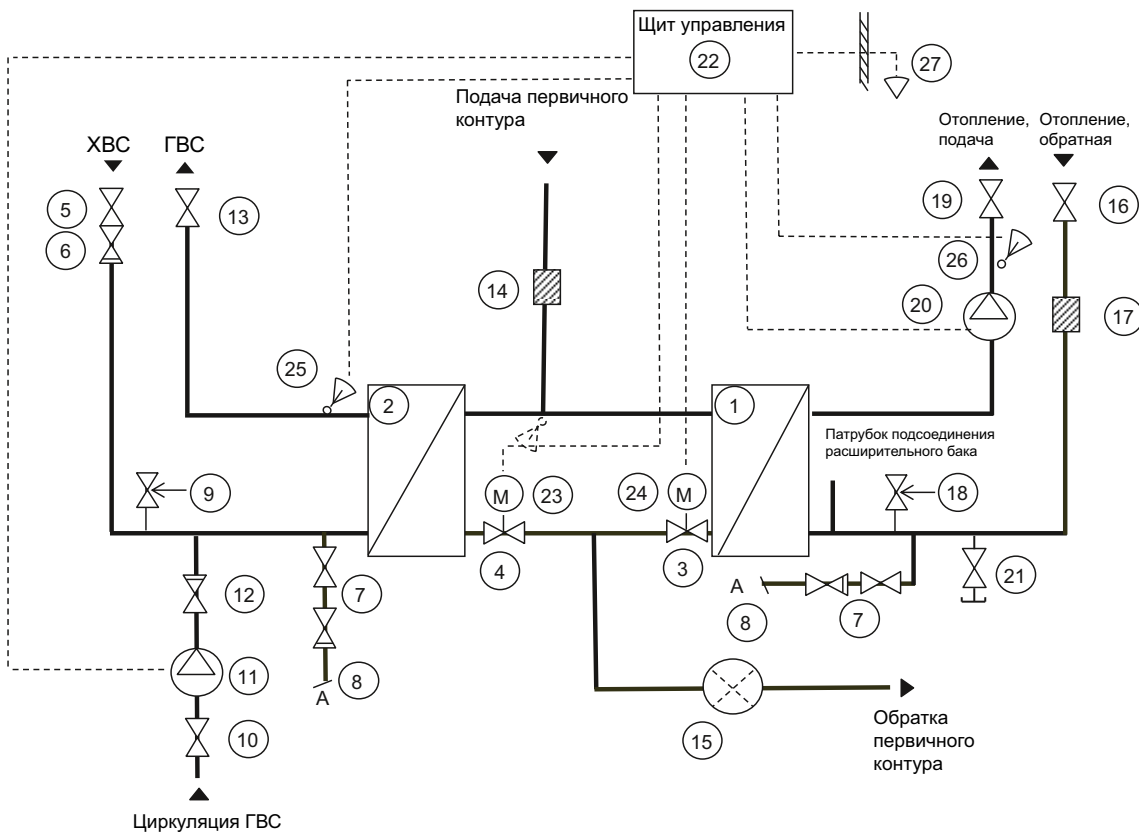 Щит управления
22
27
Подача первичного
контура
Отопление,
подача
Отопление,
обратная
ХВС
ГВС
5
13
19
16
6
26
14
20
17
25
2
1
Патрубок подсоединения
расширительного бака
9
M
23
24
M
18
4
3
12
7
A
21
8
7
11
8
A
10
15
Обратка
первичного
контура
Циркуляция ГВС